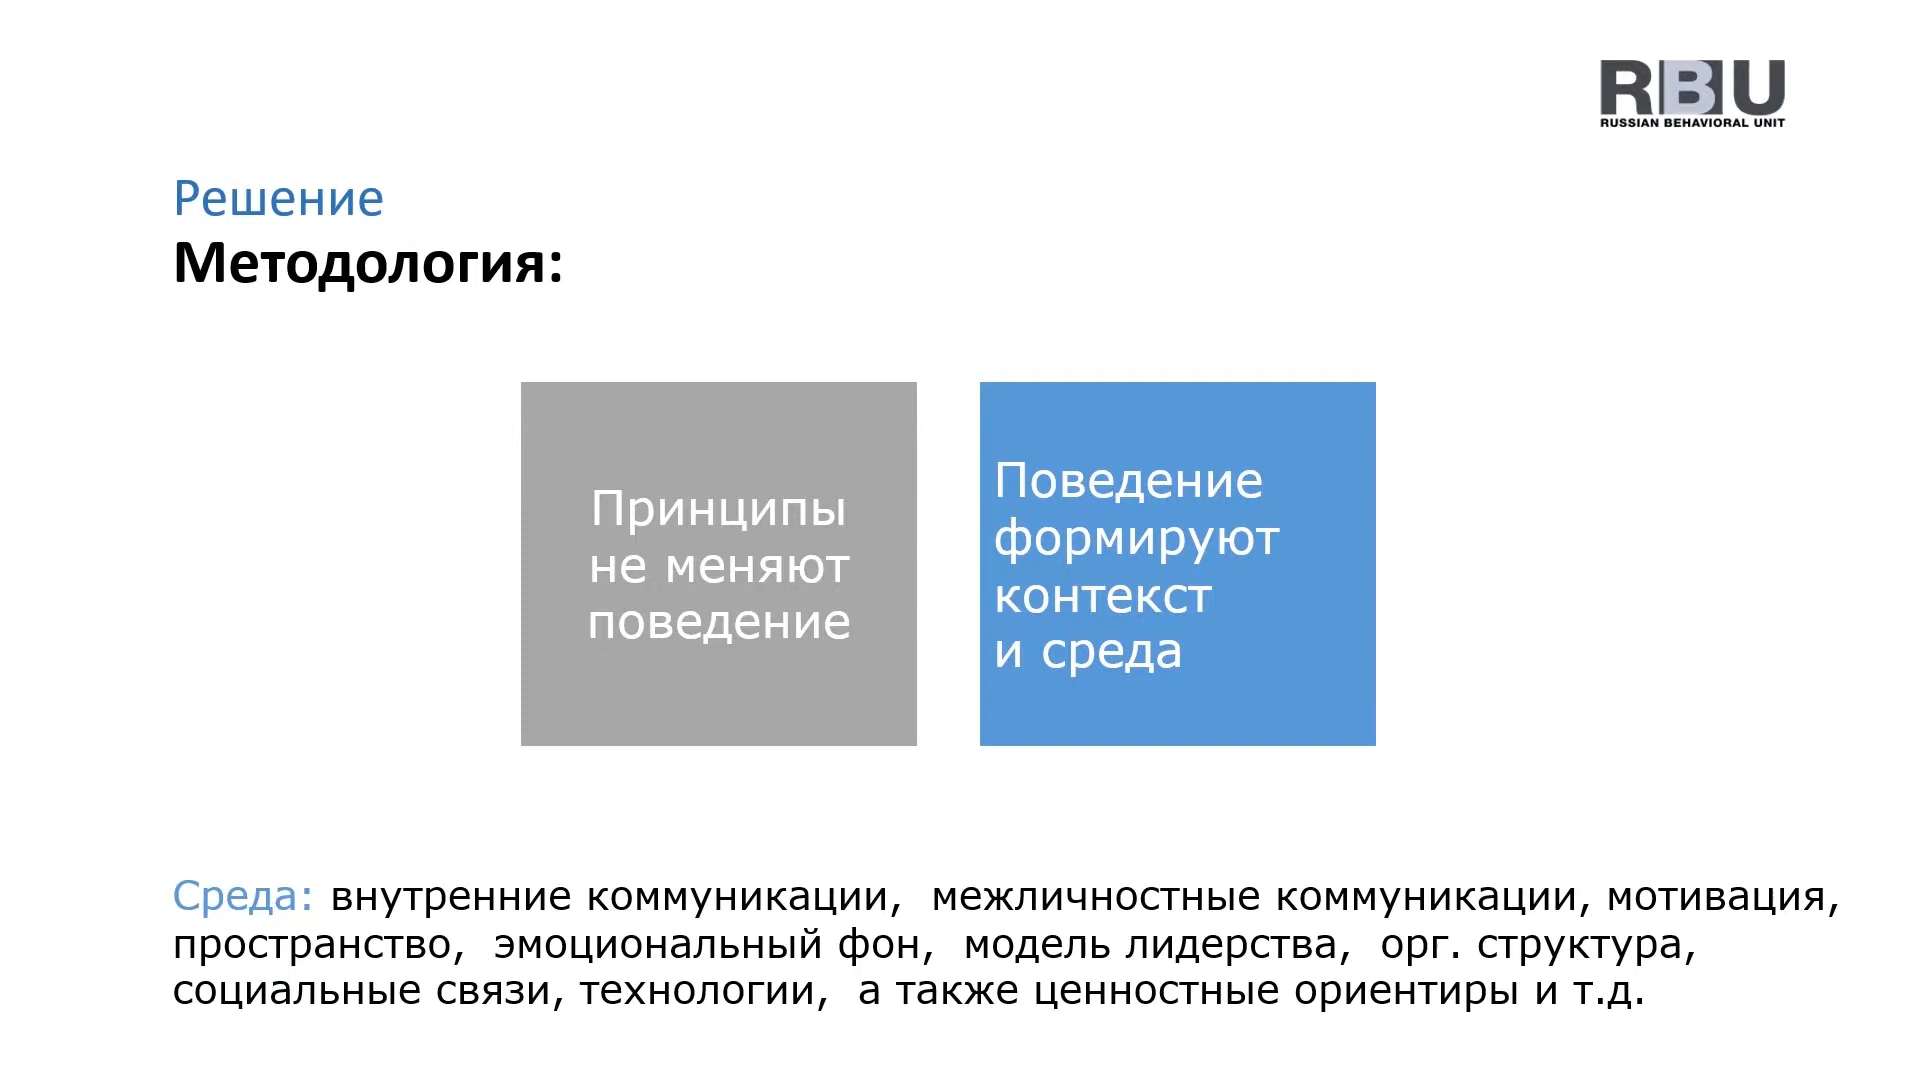 RBU
RUSSIAN BEHAVIORAL UNIT
Решение
Методология:
Принципы
не меняют
поведение
Поведение
формируют
контекст
и среда
Среда: внутренние коммуникации, межличностные коммуникации, мотивация,
пространство, эмоциональный фон, модель лидерства, орг. структура,
социальные связи, технологии, а также ценностные ориентиры и т.д.